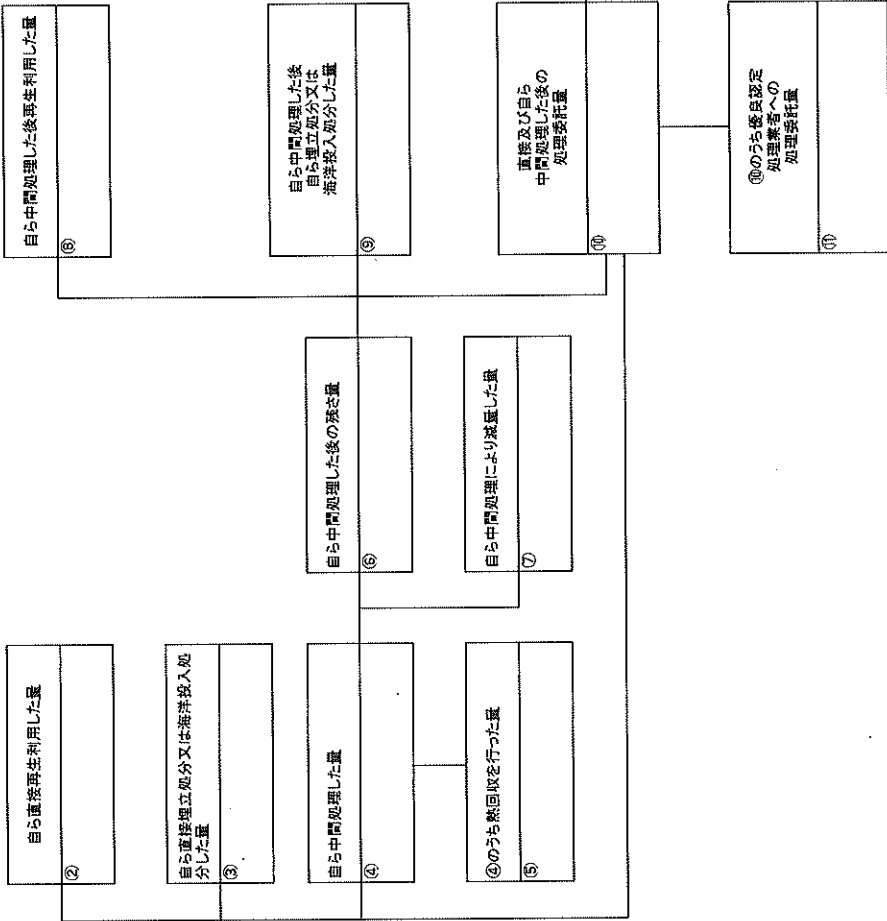 自ら直接再生利用した量
②
自ら直接埋立処分又は海洋投入処
分した量
③
自ら中間処理した量
④
④のうち熱回収を行った量
⑤
自ら中間処理した後の残さ量
⑥
自ら中間処理により減量した量
⑦
自ら中間処理した後再生利用した量
⑧
自ら中間処理した後
自ら埋立処分又は
海洋投入処分した量
⑨
直接及び自ら
中間処理した後の
処理委託量
⑩
⑩のうち優良認定
処理業者への
処理委託量
⑪